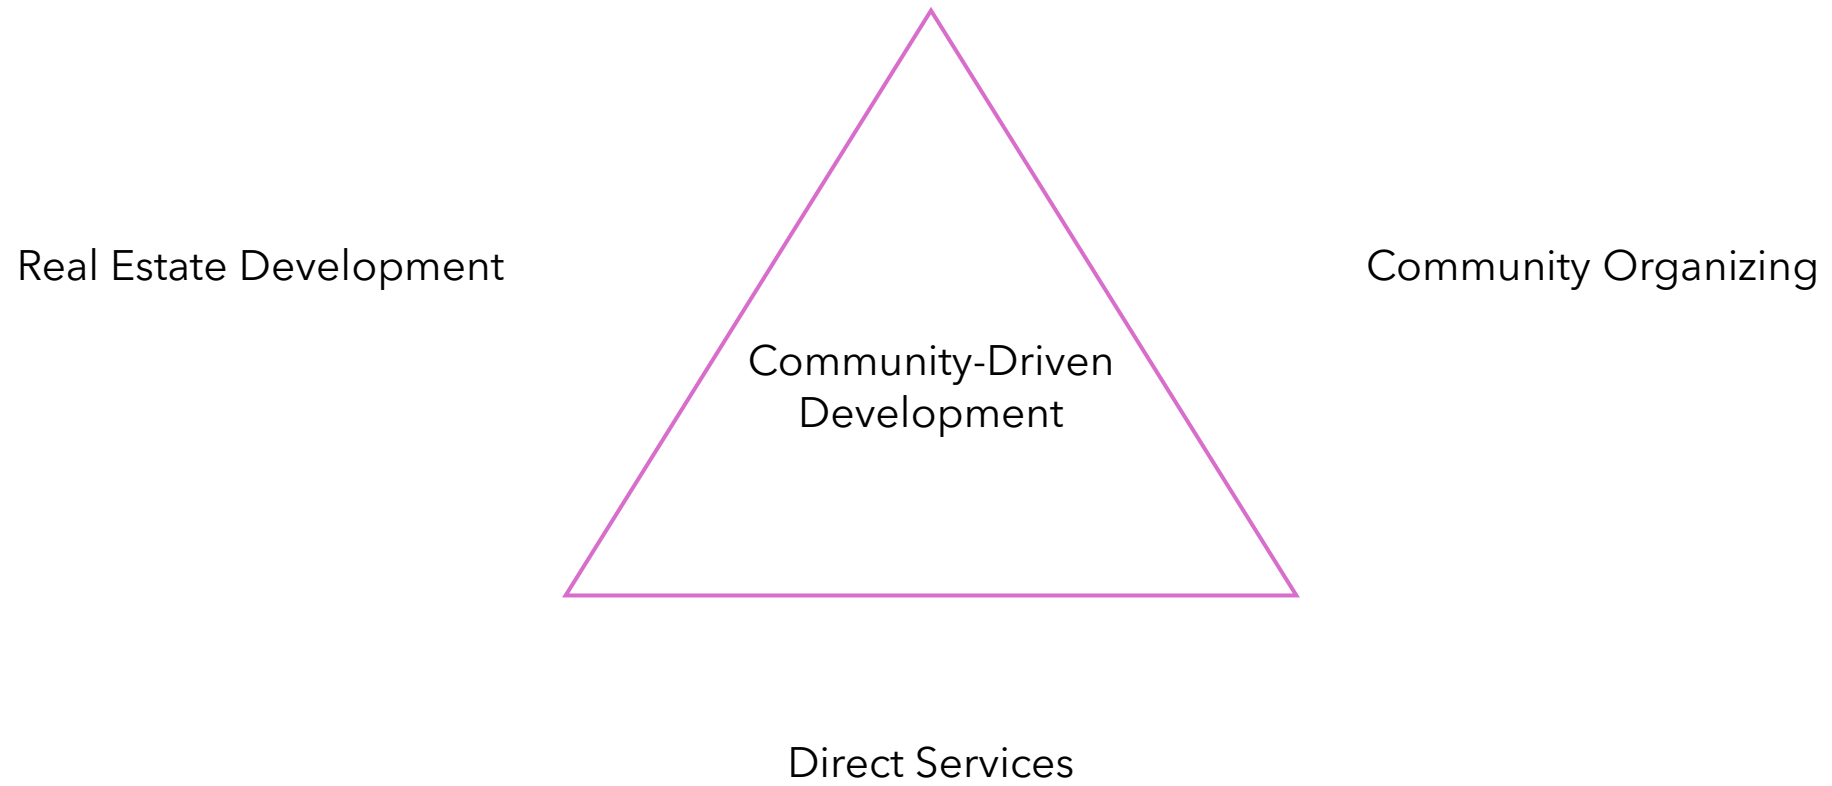 Real Estate Development
Community Organizing
Community-Driven
Development
Direct Services